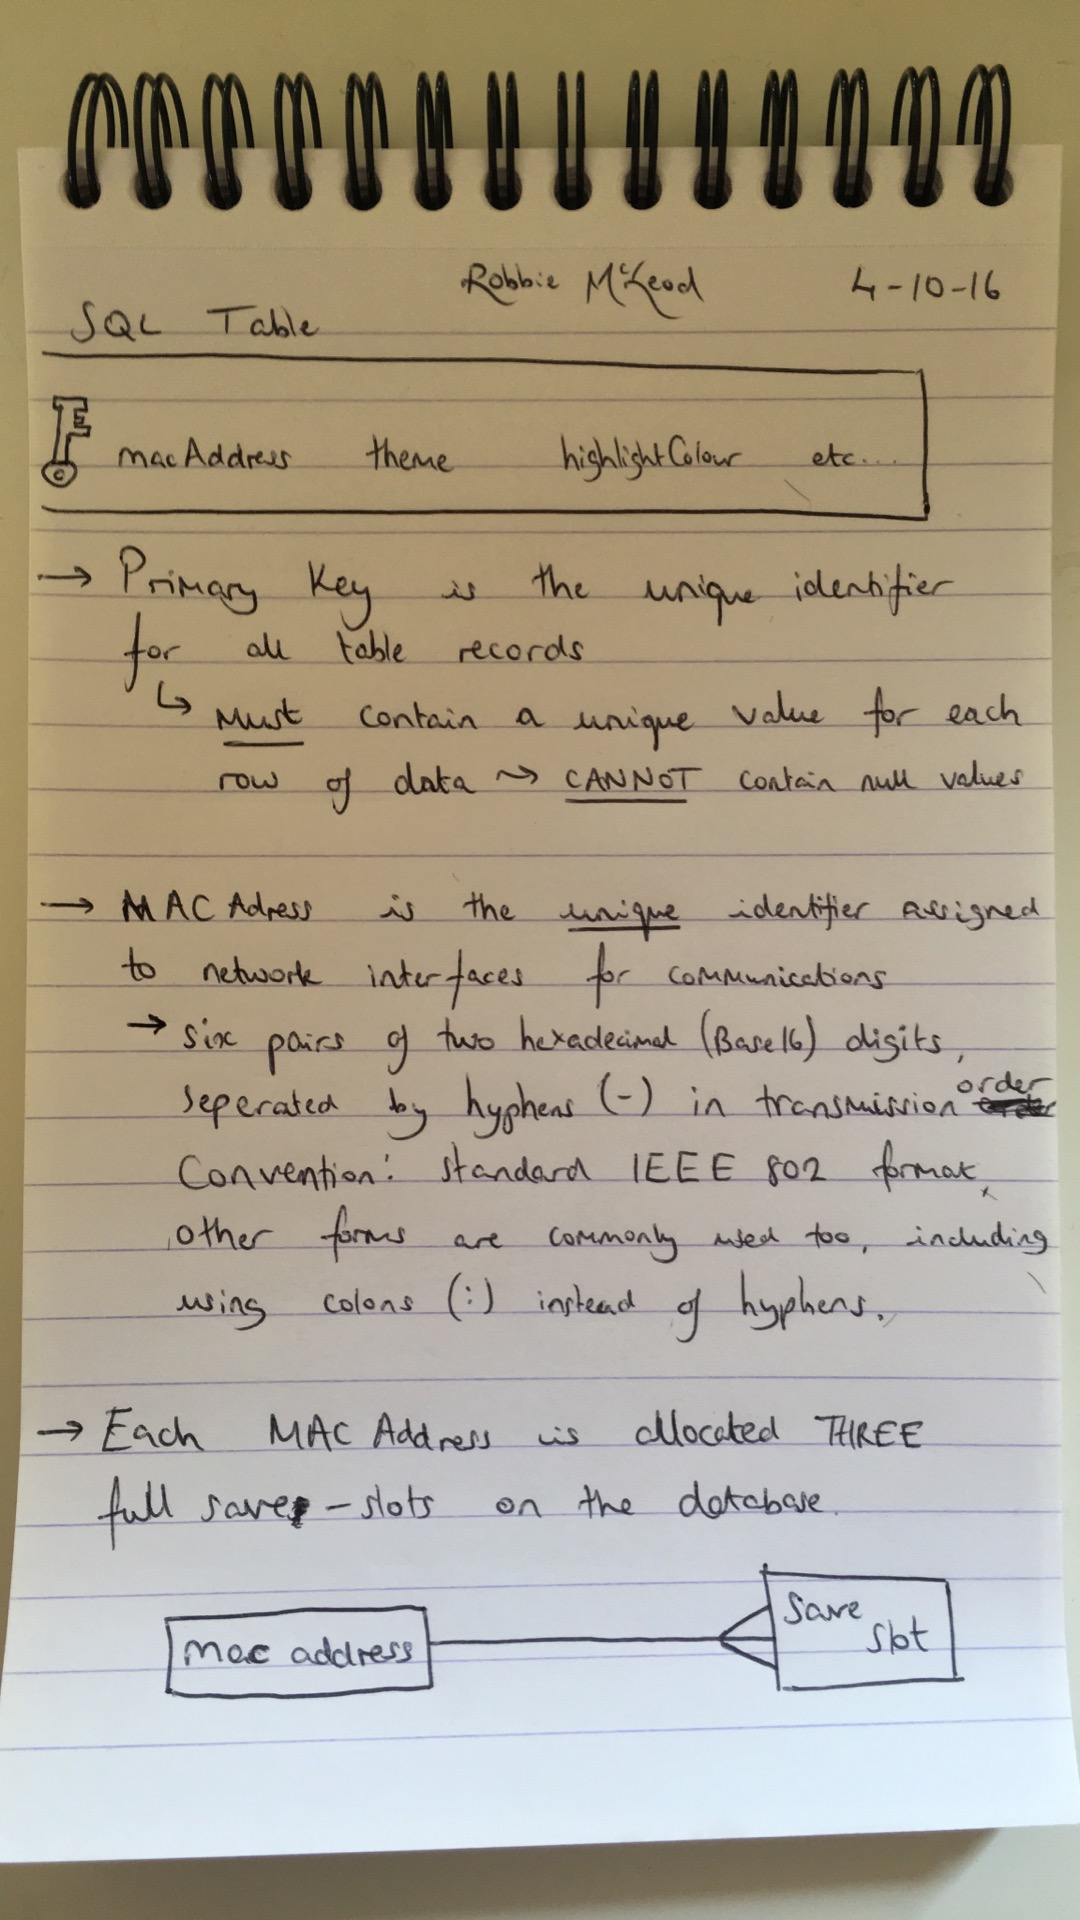 Robbie McLeod 4-10-16
SQL Table
macAddress theme highlightColour etc...
→ Primary Key is the unique identifier
for all table records
↳ Must contain a unique value for each
row of data ⤳ CANNOT contain null values
→ MAC Adress is the unique identifier assigned
to network interfaces for communications
→ six pairs of two hexadecimal (Base16) digits,
seperated by hyphens (-) in transmission order
Convention: standard IEEE 802 format,
other forms are commonly used too, including
using colons (:) instead of hyphens.
→ Each MAC Address is allocated THREE
full save-slots on the database.
mac address
Save
slot